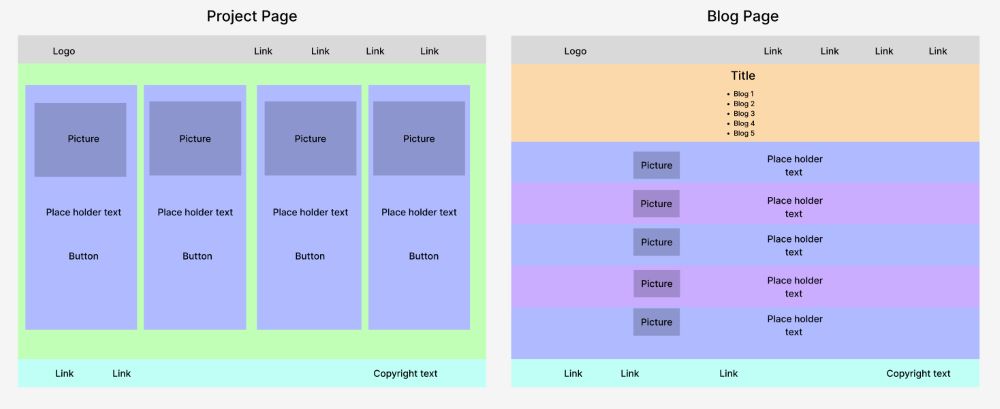 Project Page
Logo Link Link Link Link
Picture Picture Picture Picture
Place holder text Place holder text Place holder text Place holder text
Button Button Button Button
Link Link Copyright text
Blog Page
Logo Link Link Link Link
Title
• Blog 1
• Blog 2
• Blog 3
• Blog 4
• Blog 5
Picture
Place holder
text
Picture
Place holder
text
Picture
Place holder
text
Picture
Place holder
text
Picture
Place holder
text
Link Link Link Copyright text